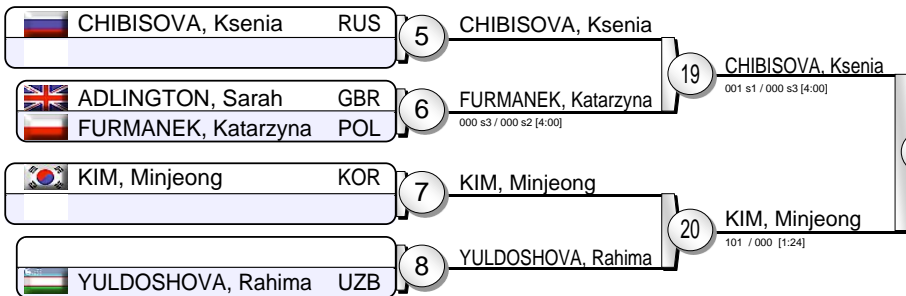 CHIBISOVA, Ksenia RUS
5
CHIBISOVA, Ksenia
ADLINGTON, Sarah GBR
FURMANEK, Katarzyna POL
6
FURMANEK, Katarzyna
000 s3 / 000 s2 [4:00]
19
CHIBISOVA, Ksenia
001 s1 / 000 s3 [4:00]
KIM, Minjeong KOR
7
KIM, Minjeong
YULDOSHOVA, Rahima UZB
8
YULDOSHOVA, Rahima
20
KIM, Minjeong
101 / 000 [1:24]